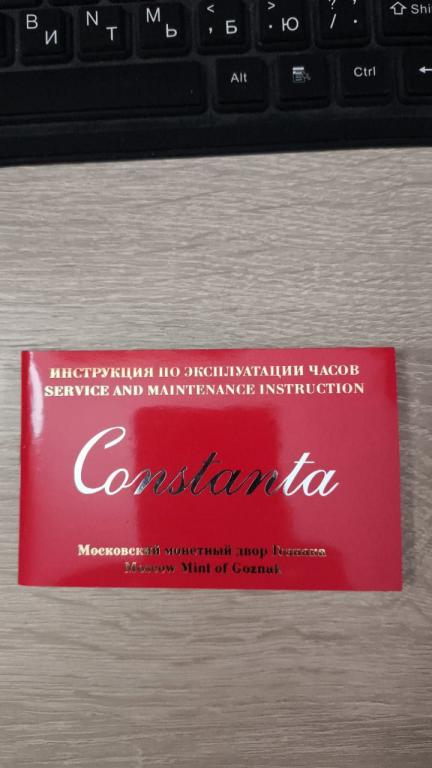 В И
N Т
М Ь
< , Б
> . Ю
? / .
Shi
Alt
Ctrl
ИНСТРУКЦИЯ ПО ЭКСПЛУАТАЦИИ ЧАСОВ
SERVICE AND MAINTENANCE INSTRUCTION
Constanta
Московский монетный двор Гознака
Moscow Mint of Goznak